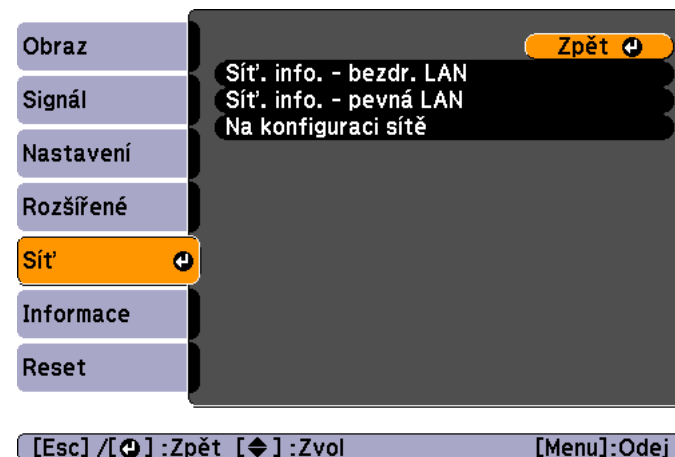 Obraz
Signál
Nastavení
Rozšířené
Síť
Informace
Reset
Zpět
Síť. info. - bezdr. LAN
Síť. info. - pevná LAN
Na konfiguraci sítě
[Esc] /[⏎] :Zpět [◆] :Zvol [Menu]:Odej